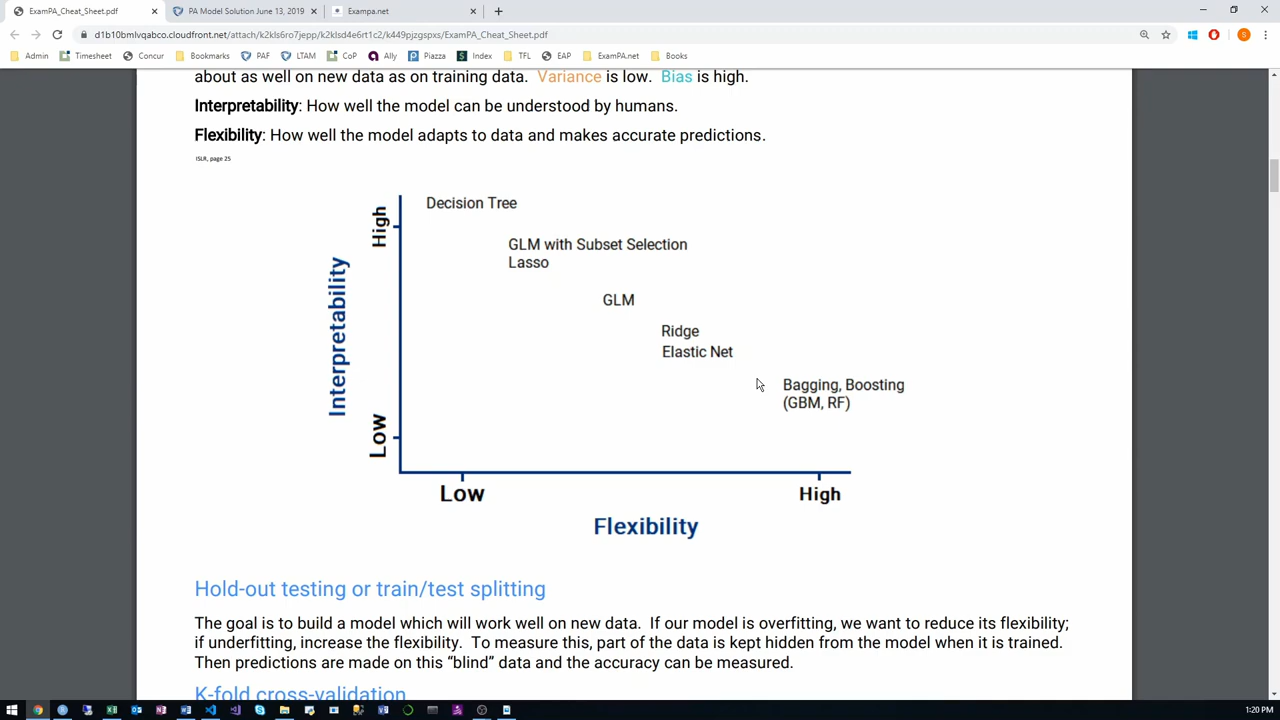 ExamPA_Cheat_Sheet.pdf
PA Model Solution June 13, 2019
Exampa.net
d1b10bmlvqabco.cloudfront.net/attach/k2kls6ro7jepp/k2klsd4e6rt1c2/k449pjzgspxs/ExamPA_Cheat_Sheet.pdf
Admin Timesheet Concur Bookmarks PAF LTAM CoP Ally Piazza Index TFL EAP ExamPA.net Books
about as well on new data as on training data. Variance is low. Bias is high.
Interpretability: How well the model can be understood by humans.
Flexibility: How well the model adapts to data and makes accurate predictions.
ISLR, page 25
Interpretability
High
Low
Decision Tree
GLM with Subset Selection
Lasso
GLM
Ridge
Elastic Net
Bagging, Boosting
(GBM, RF)
Low
High
Flexibility
Hold-out testing or train/test splitting
The goal is to build a model which will work well on new data. If our model is overfitting, we want to reduce its flexibility;
if underfitting, increase the flexibility. To measure this, part of the data is kept hidden from the model when it is trained.
Then predictions are made on this “blind” data and the accuracy can be measured.
K-fold cross-validation
1:20 PM